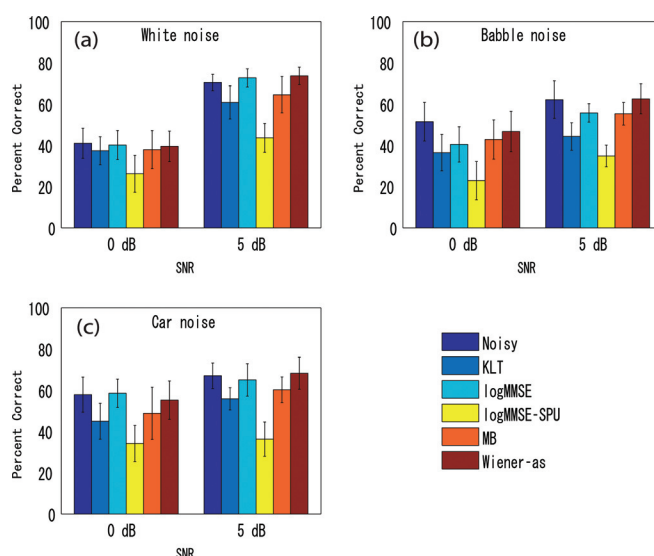 (a)
White noise
100
80
60
40
20
0
Percent Correct
0 dB
5 dB
SNR
(b)
Babble noise
100
80
60
40
20
0
Percent Correct
0 dB
5 dB
SNR
(c)
Car noise
100
80
60
40
20
0
Percent Correct
0 dB
5 dB
SNR
Noisy
KLT
logMMSE
logMMSE-SPU
MB
Wiener-as